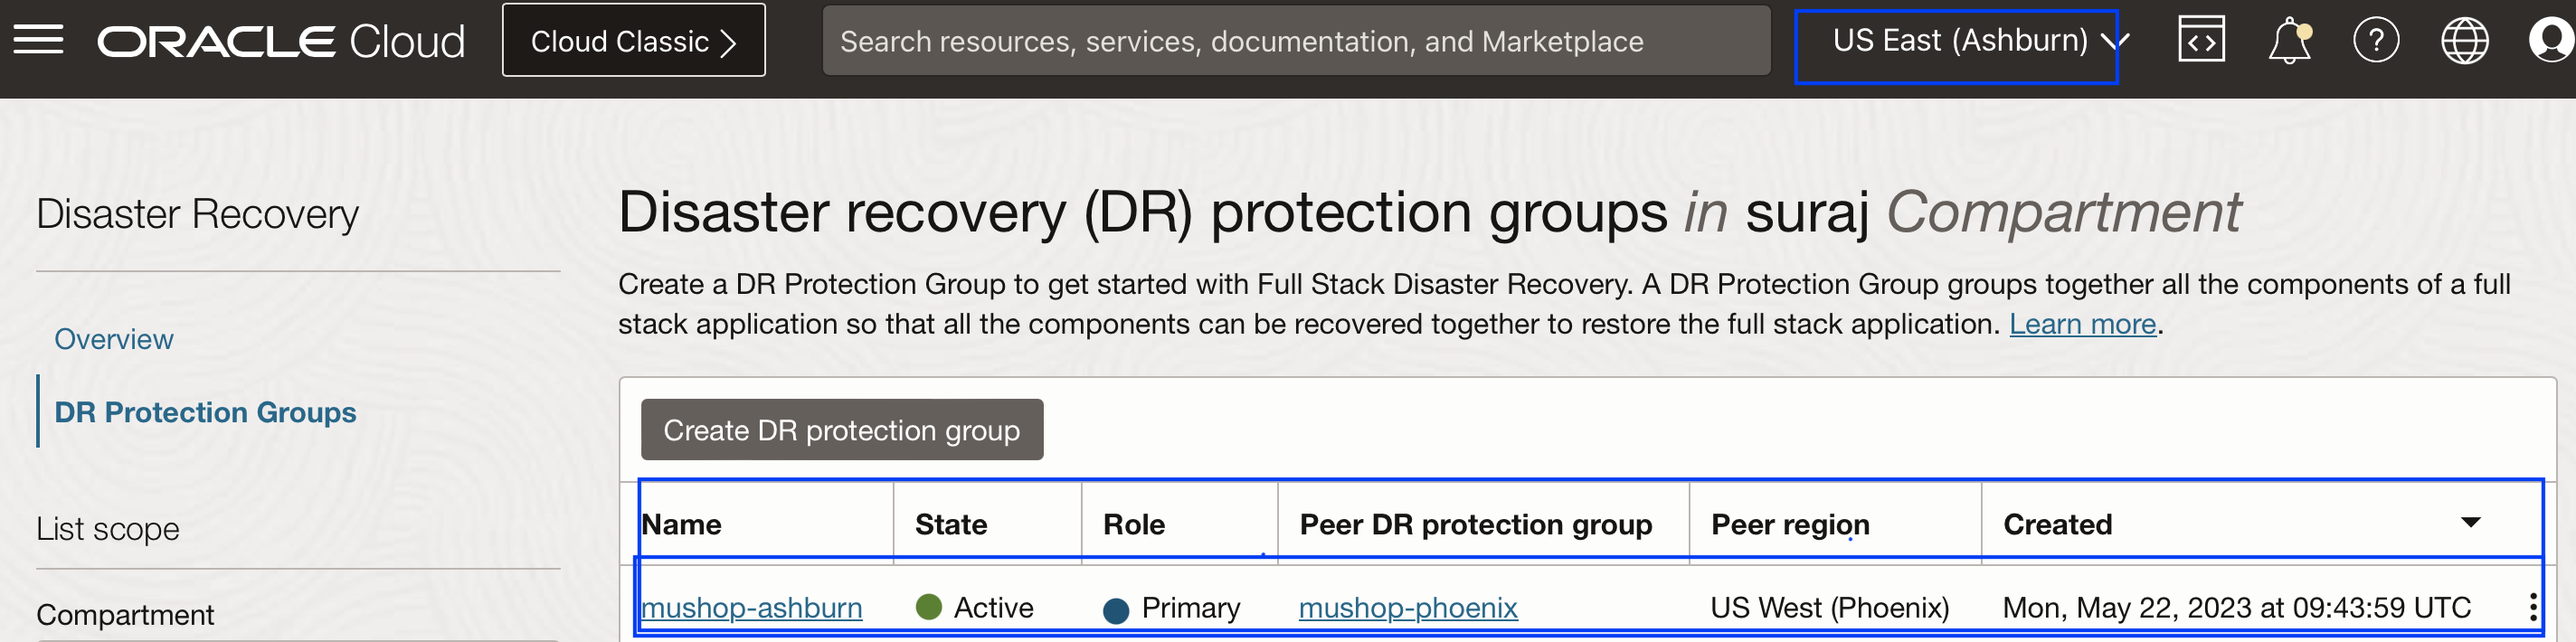 ORACLE Cloud Cloud Classic Search resources, services, documentation, and Marketplace US East (Ashburn)
Disaster Recovery
Overview
DR Protection Groups
List scope
Compartment
Disaster recovery (DR) protection groups in suraj Compartment
Create a DR Protection Group to get started with Full Stack Disaster Recovery. A DR Protection Group groups together all the components of a full
stack application so that all the components can be recovered together to restore the full stack application. Learn more.
Create DR protection group
Name State Role Peer DR protection group Peer region Created
mushop-ashburn Active Primary mushop-phoenix US West (Phoenix) Mon, May 22, 2023 at 09:43:59 UTC